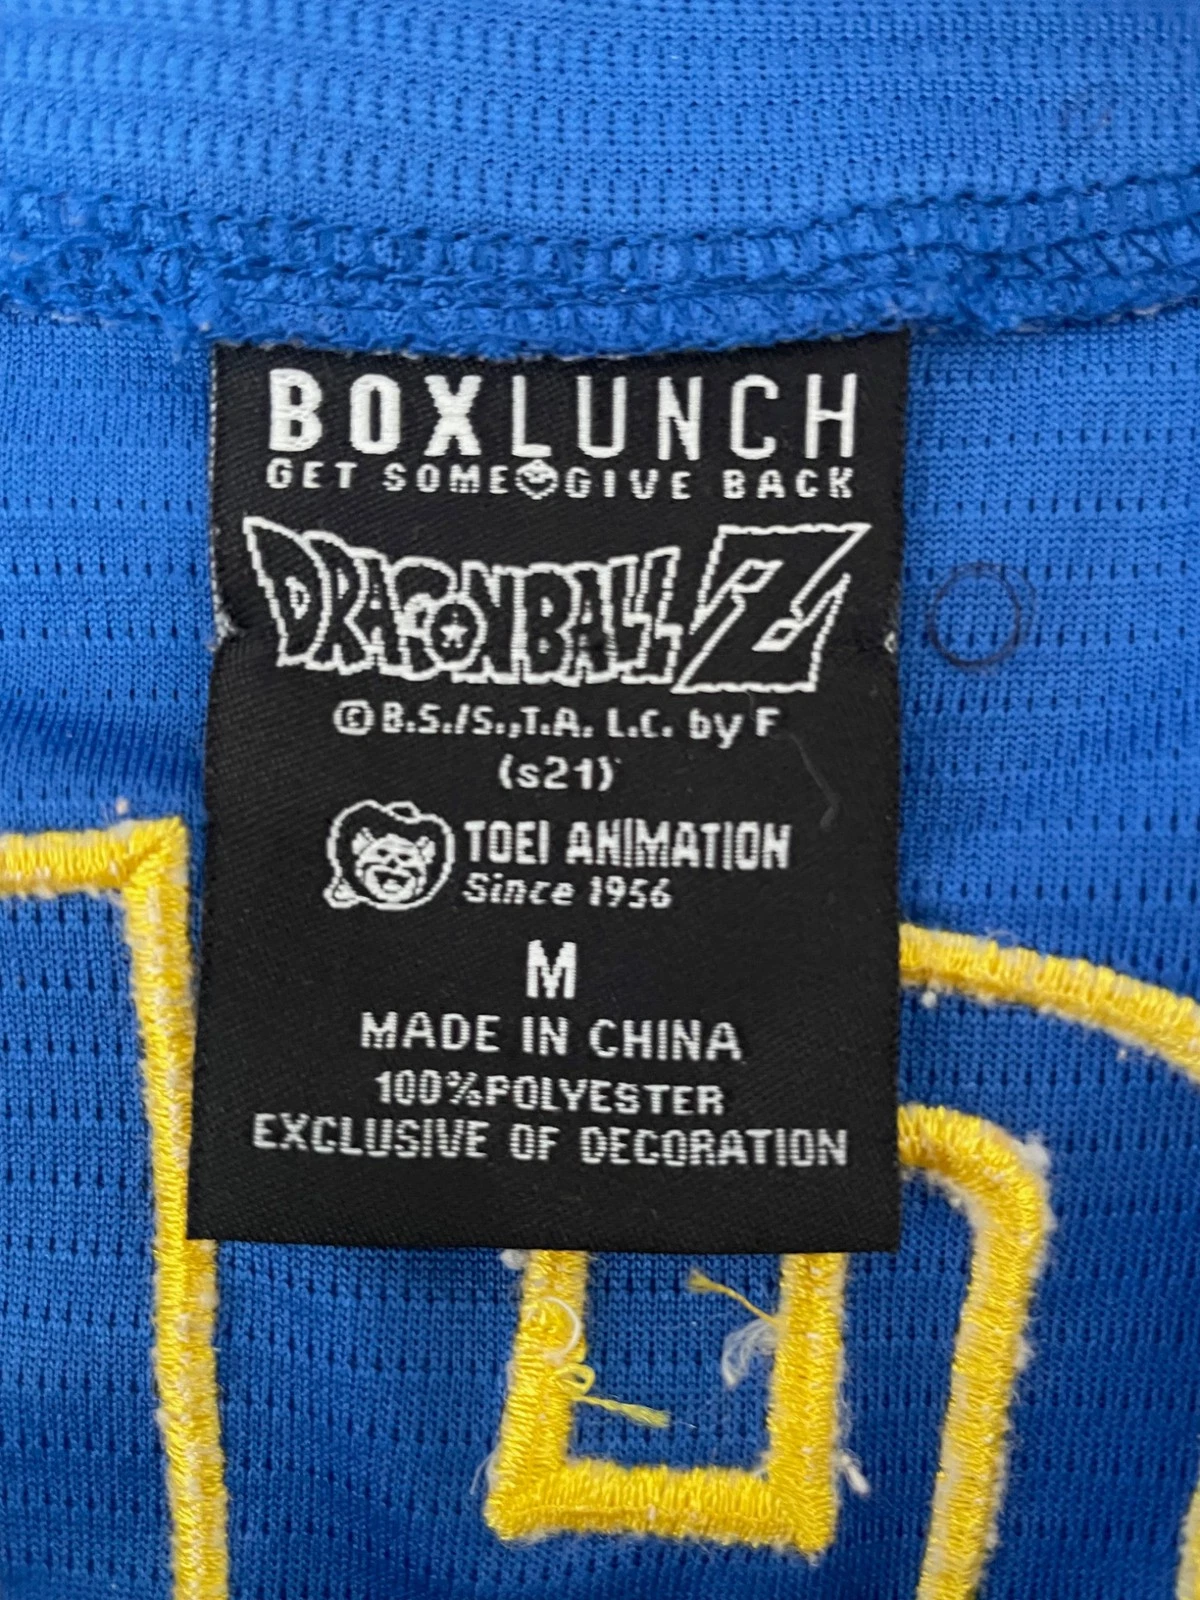 BOXLUNCH
GET SOME GIVE BACK
DRAGONBALL Z
© B.S./S.,T.A. L.C. by F
(s21)
TOEI ANIMATION
Since 1956
M
MADE IN CHINA
100%POLYESTER
EXCLUSIVE OF DECORATION